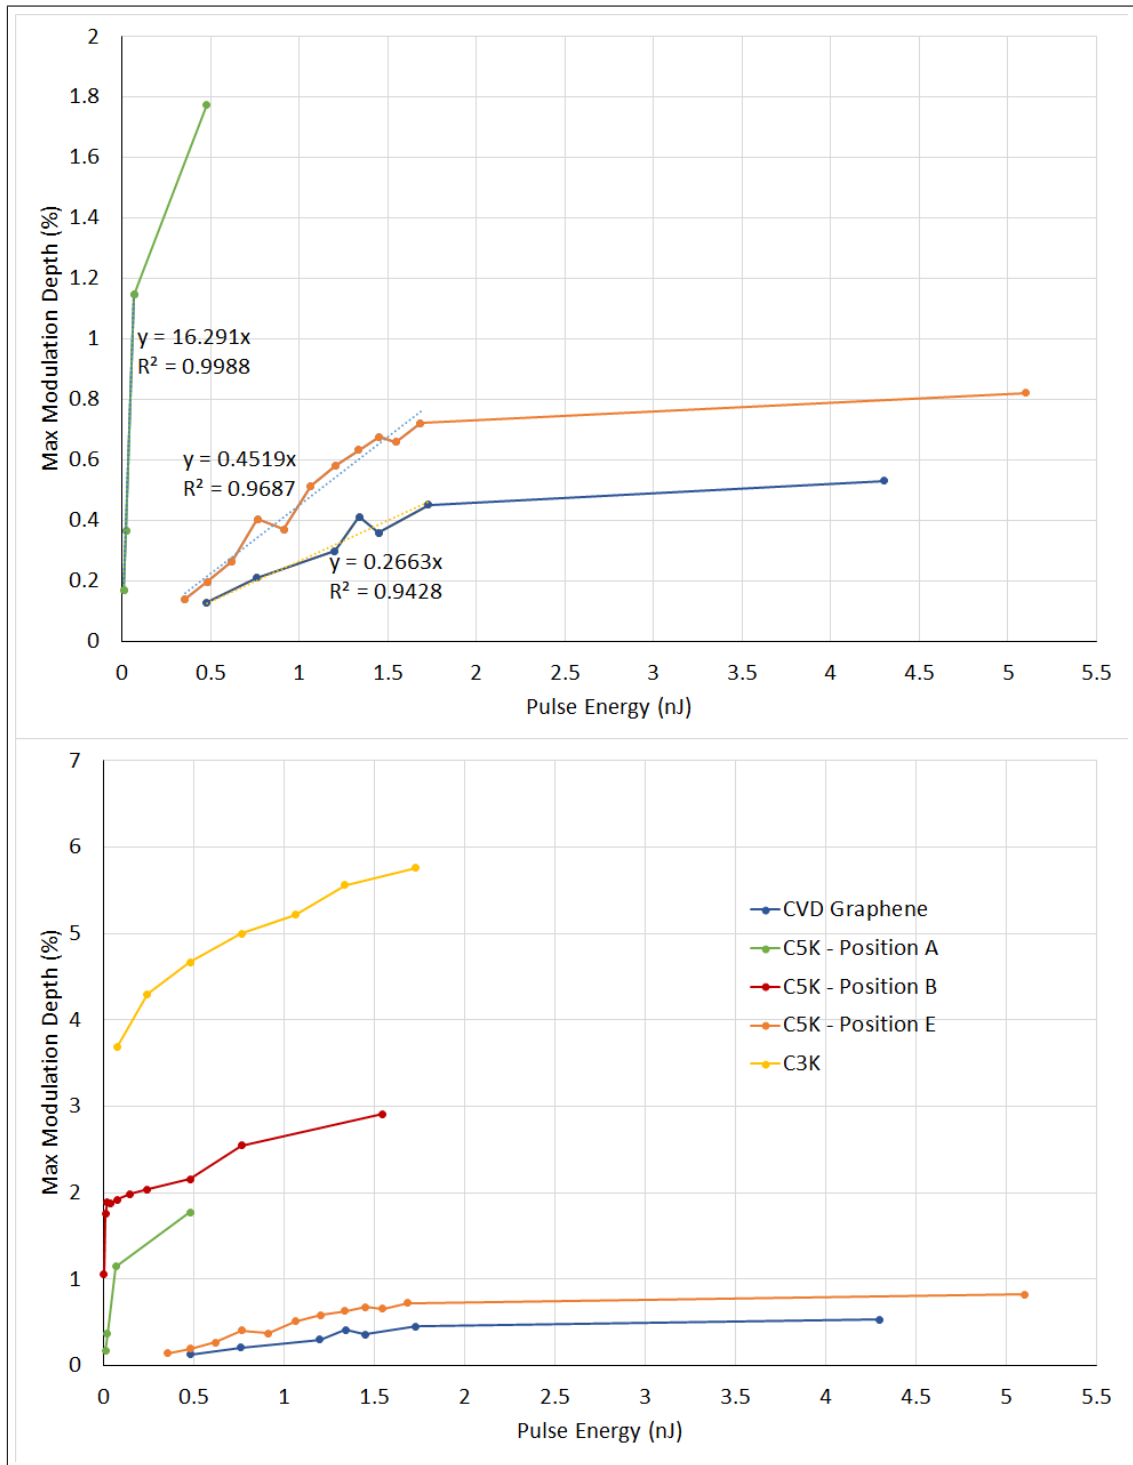 2
1.8
1.6
1.4
1.2
1
0.8
0.6
0.4
0.2
0
Max Modulation Depth (%)
y = 16.291x
R² = 0.9988
y = 0.4519x
R² = 0.9687
y = 0.2663x
R² = 0.9428
0 0.5 1 1.5 2 2.5 3 3.5 4 4.5 5 5.5
Pulse Energy (nJ)
7
6
5
4
3
2
1
0
Max Modulation Depth (%)
CVD Graphene
C5K - Position A
C5K - Position B
C5K - Position E
C3K
0 0.5 1 1.5 2 2.5 3 3.5 4 4.5 5 5.5
Pulse Energy (nJ)